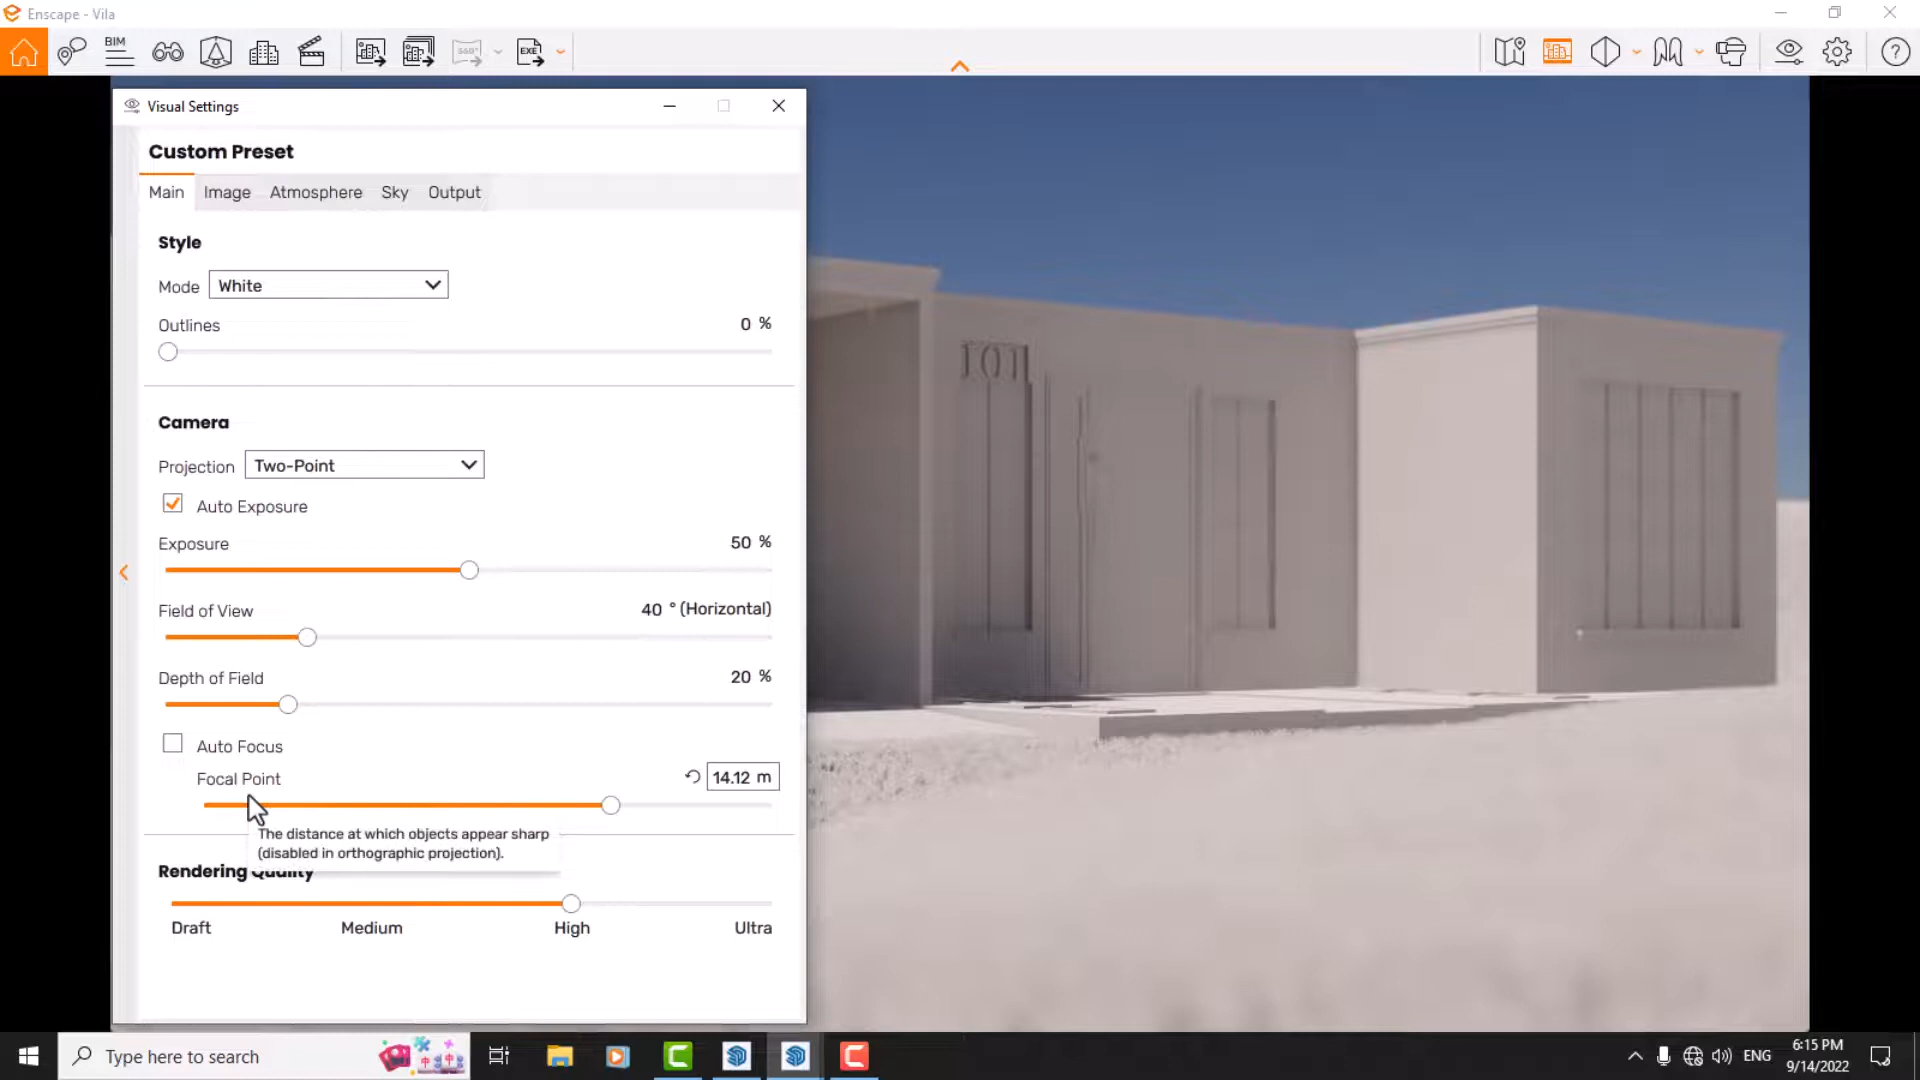 Enscape - Vila
BIM
360°
EXE
Visual Settings
Custom Preset
Main Image Atmosphere Sky Output
Style
Mode White
Outlines 0 %
Camera
Projection Two-Point
Auto Exposure
Exposure 50 %
Field of View 40 ° (Horizontal)
Depth of Field 20 %
Auto Focus
Focal Point 14.12 m
The distance at which objects appear sharp
(disabled in orthographic projection).
Rendering Quality
Draft Medium High Ultra
101
Type here to search
ENG
6:15 PM
9/14/2022